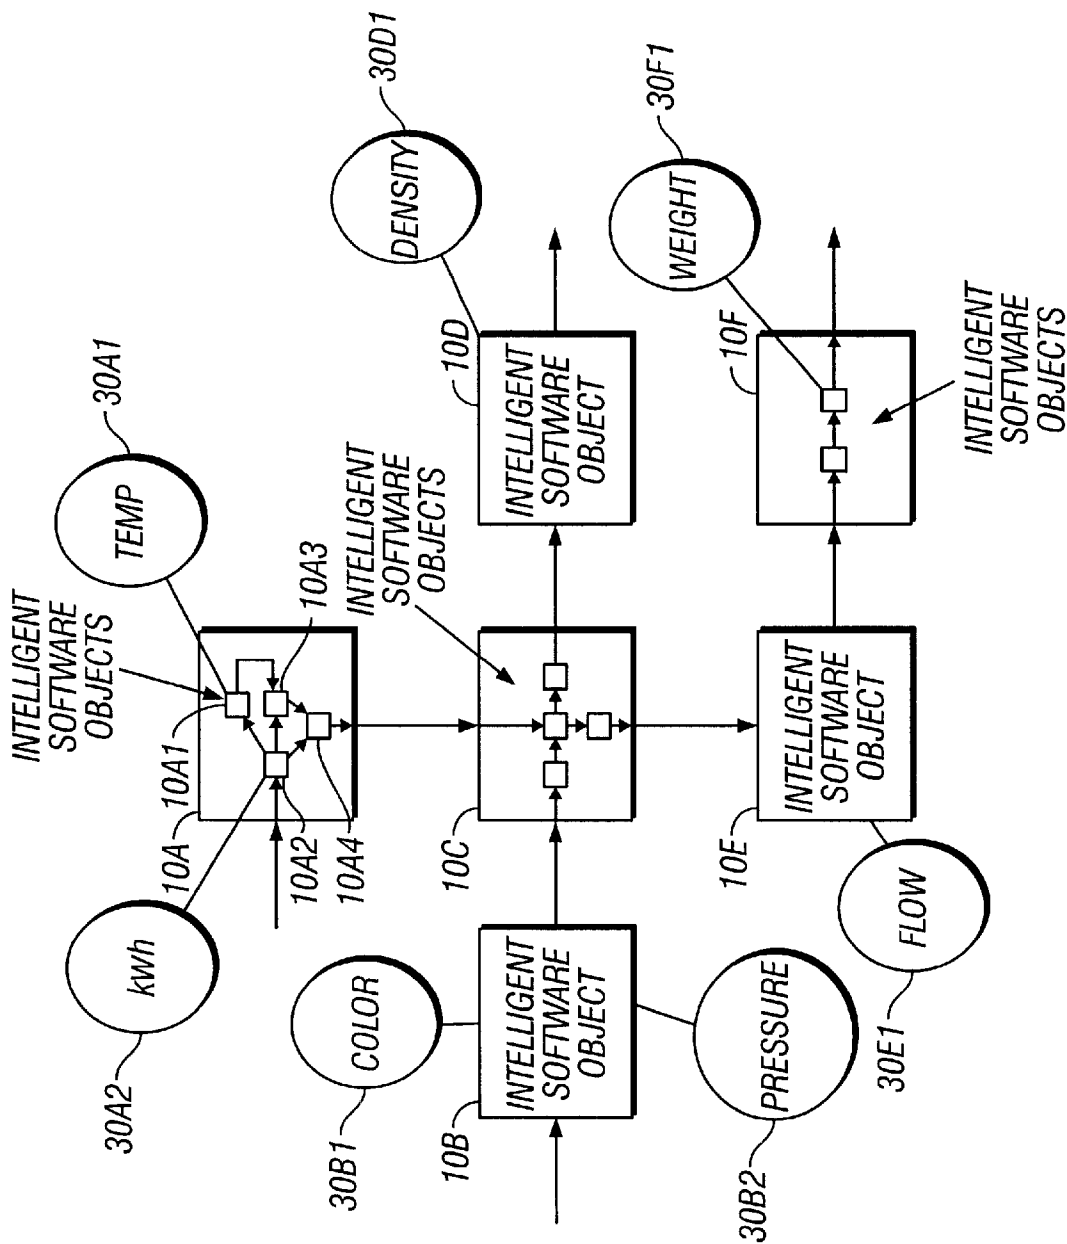 30D1
DENSITY
30F1
WEIGHT
30A1
TEMP
INTELLIGENT
SOFTWARE
OBJECTS
10A
10A1
10A2
10A3
10A4
kWh
30A2
INTELLIGENT
SOFTWARE
OBJECTS
10C
10D
INTELLIGENT
SOFTWARE
OBJECT
10F
INTELLIGENT
SOFTWARE
OBJECTS
COLOR
30B1
10B
INTELLIGENT
SOFTWARE
OBJECT
PRESSURE
30B2
10E
INTELLIGENT
SOFTWARE
OBJECT
FLOW
30E1